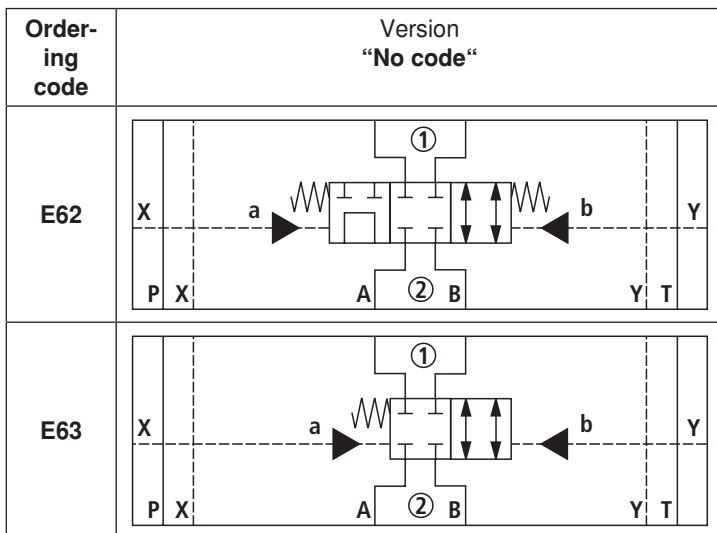 Order-
ing
code
Version
“No code“
E62
①
X a b Y
P X A ② B Y T
E63
①
X a b Y
P X A ② B Y T